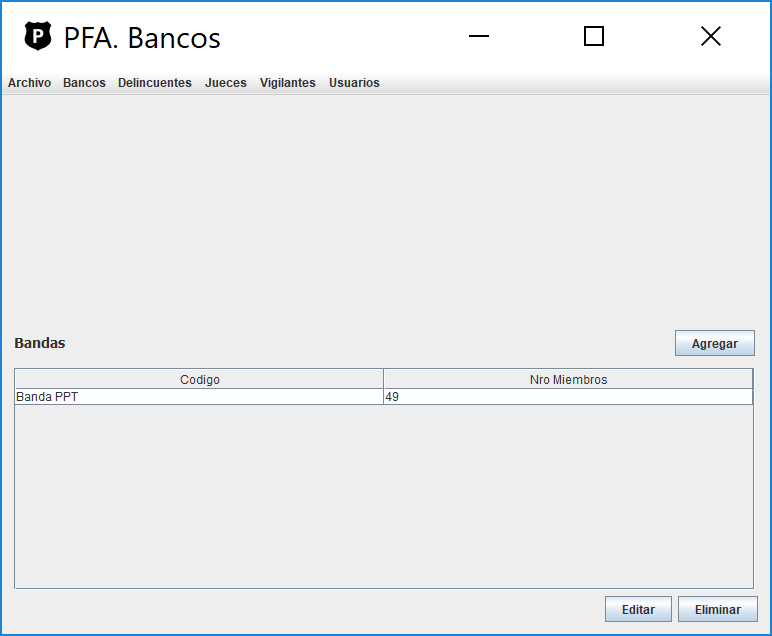 P PFA. Bancos
Archivo Bancos Delincuentes Jueces Vigilantes Usuarios
Bandas Agregar
Codigo Nro Miembros
Banda PPT 49
Editar Eliminar